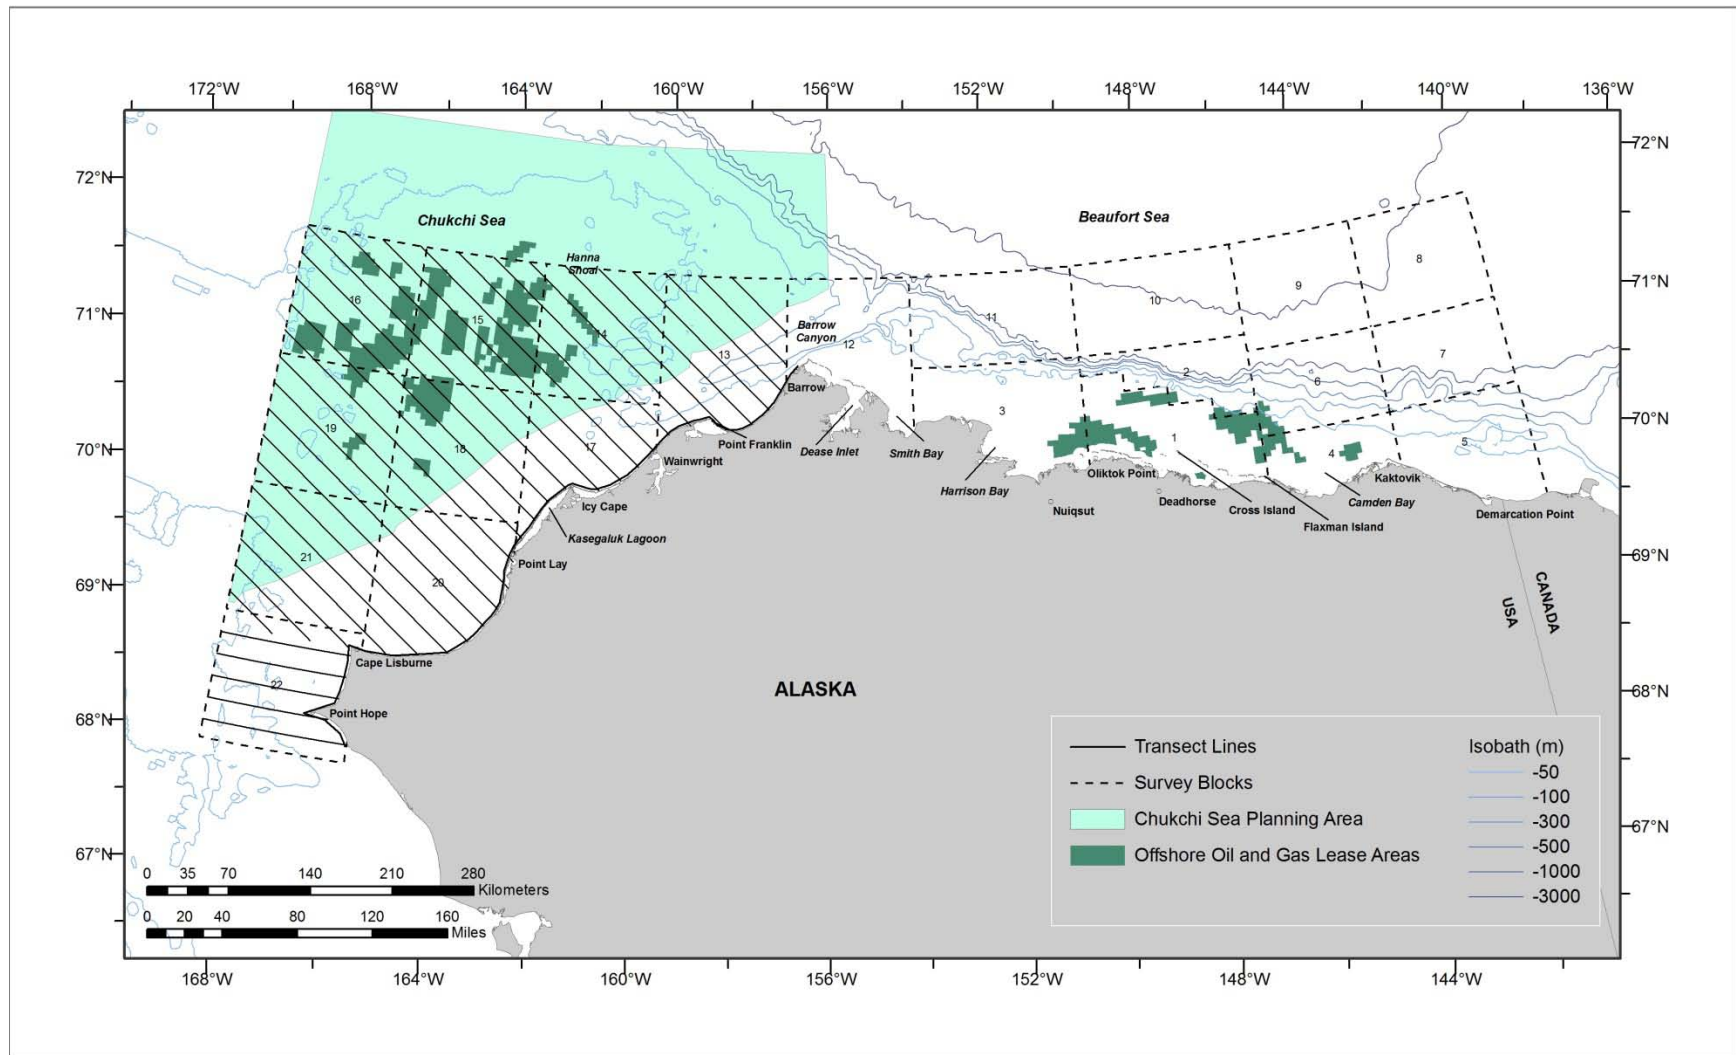 172°W 168°W 164°W 160°W 156°W 152°W 148°W 144°W 140°W 136°W
72°N
72°N
Chukchi Sea
Beaufort Sea
Hanna
Shoal
8
9
10
16
71°N
71°N
15
14
11
Barrow
Canyon
12
13
7
6
2
Barrow
3
19
18
17
70°N
70°N
1
5
4
Point Franklin
Wainwright
Dease Inlet
Smith Bay
Harrison Bay
Oliktok Point
Kaktovik
Icy Cape
Nuiqsut
Deadhorse
Cross Island
Camden Bay
Flaxman Island
Demarcation Point
Kasegaluk Lagoon
21
Point Lay
69°N
69°N
20
CANADA
USA
Cape Lisburne
22
ALASKA
68°N
68°N
Point Hope
Transect Lines
Survey Blocks
Chukchi Sea Planning Area
Offshore Oil and Gas Lease Areas
Isobath (m)
-50
-100
-300
-500
-1000
-3000
67°N
67°N
0 35 70 140 210 280
Kilometers
0 20 40 80 120 160
Miles
168°W 164°W 160°W 156°W 152°W 148°W 144°W